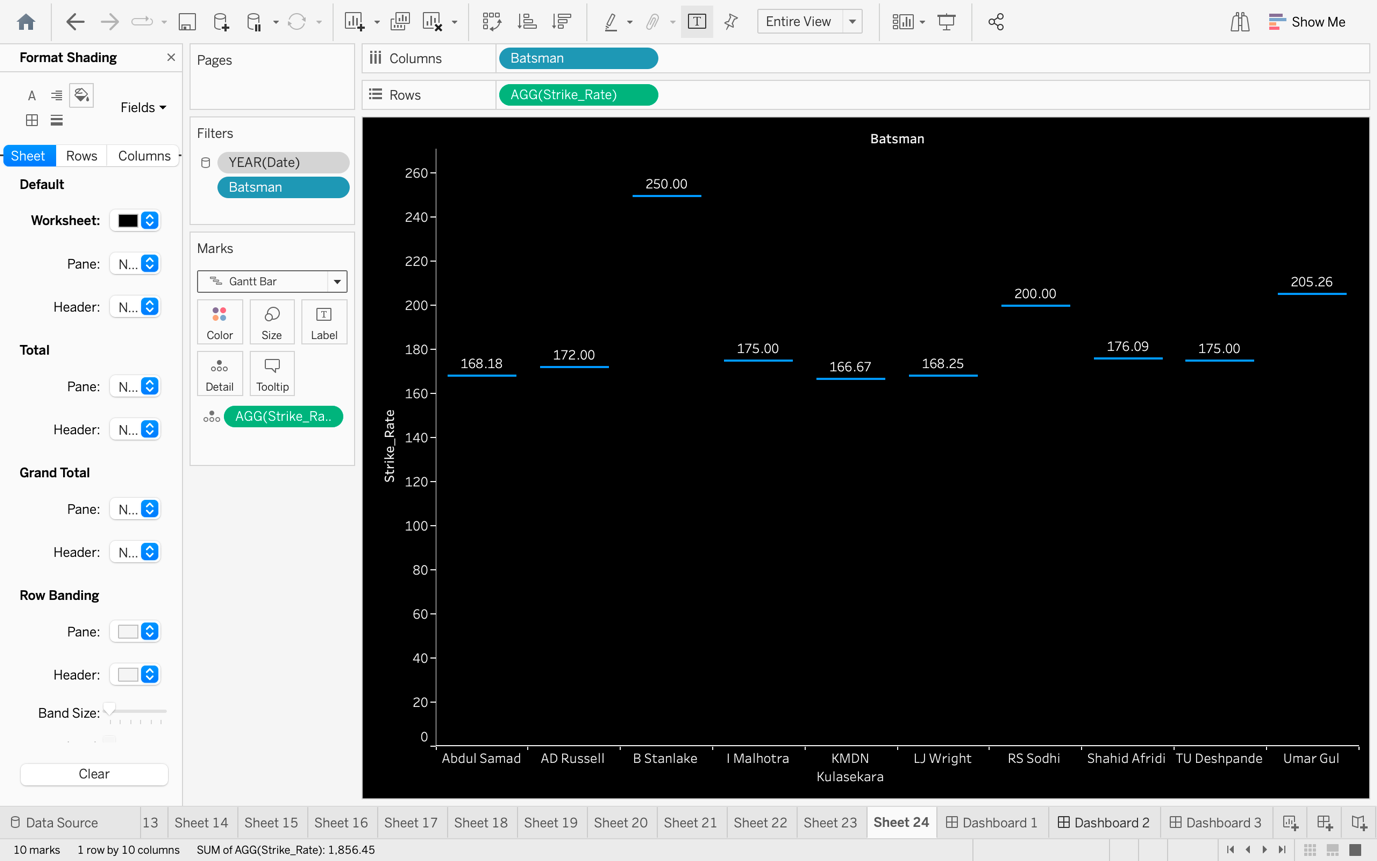 Entire View
Show Me
Format Shading
Fields
Sheet
Rows
Columns
Default
Worksheet:
Pane:
N...
Header:
N...
Total
Pane:
N...
Header:
N...
Grand Total
Pane:
N...
Header:
N...
Row Banding
Pane:
Header:
Band Size:
Clear
Pages
Filters
YEAR(Date)
Batsman
Marks
Gantt Bar
Color
Size
Label
Detail
Tooltip
AGG(Strike_Ra..
Columns
Batsman
Rows
AGG(Strike_Rate)
Batsman
Strike_Rate
260
240
220
200
180
160
140
120
100
80
60
40
20
0
168.18
172.00
250.00
175.00
166.67
168.25
200.00
176.09
175.00
205.26
Abdul Samad
AD Russell
B Stanlake
I Malhotra
KMDN
Kulasekara
LJ Wright
RS Sodhi
Shahid Afridi
TU Deshpande
Umar Gul
Data Source
13
Sheet 14
Sheet 15
Sheet 16
Sheet 17
Sheet 18
Sheet 19
Sheet 20
Sheet 21
Sheet 22
Sheet 23
Sheet 24
Dashboard 1
Dashboard 2
Dashboard 3
10 marks
1 row by 10 columns
SUM of AGG(Strike_Rate): 1,856.45